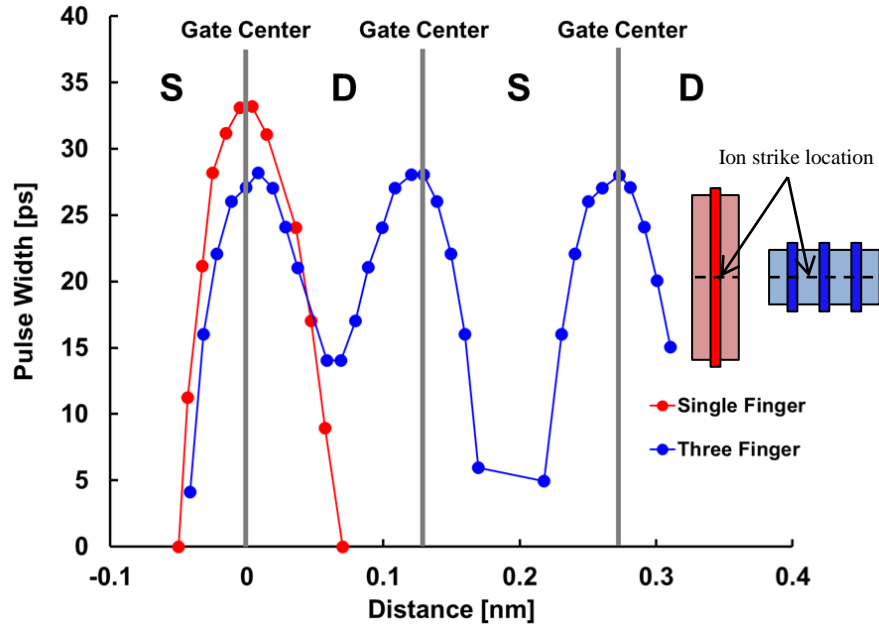 Gate Center Gate Center Gate Center
S D S D
Ion strike location
Single Finger
Three Finger
Pulse Width [ps]
40
35
30
25
20
15
10
5
0
-0.1 0 0.1 0.2 0.3 0.4
Distance [nm]